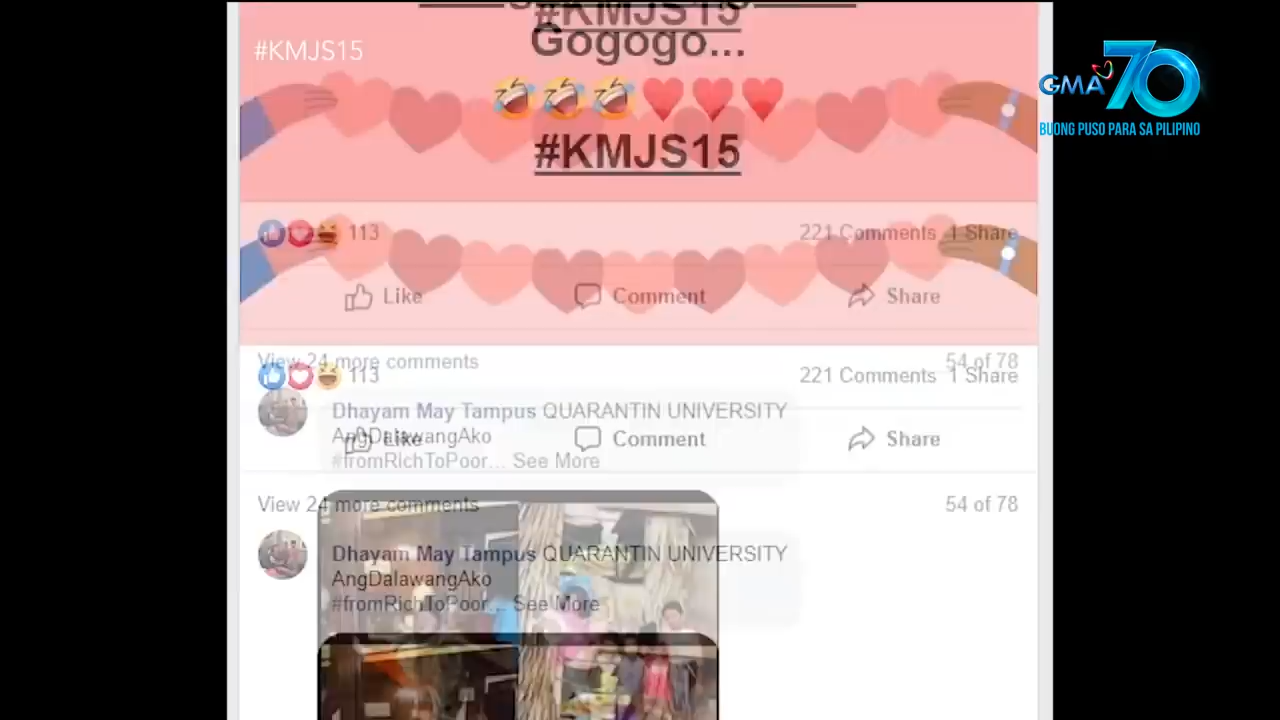 #KMJS15
#KMJS15
Gogogo...
#KMJS15
GMA 70
BUONG PUSO PARA SA PILIPINO
113
221 Comments 1 Share
Like Comment Share
View 24 more comments 54 of 78
113
221 Comments 1 Share
Dhayam May Tampus QUARANTIN UNIVERSITY
AngDalawangAko
Like Comment Share
#fromRichToPoor... See More
View 24 more comments 54 of 78
Dhayam May Tampus QUARANTIN UNIVERSITY
AngDalawangAko
#fromRichToPoor... See More